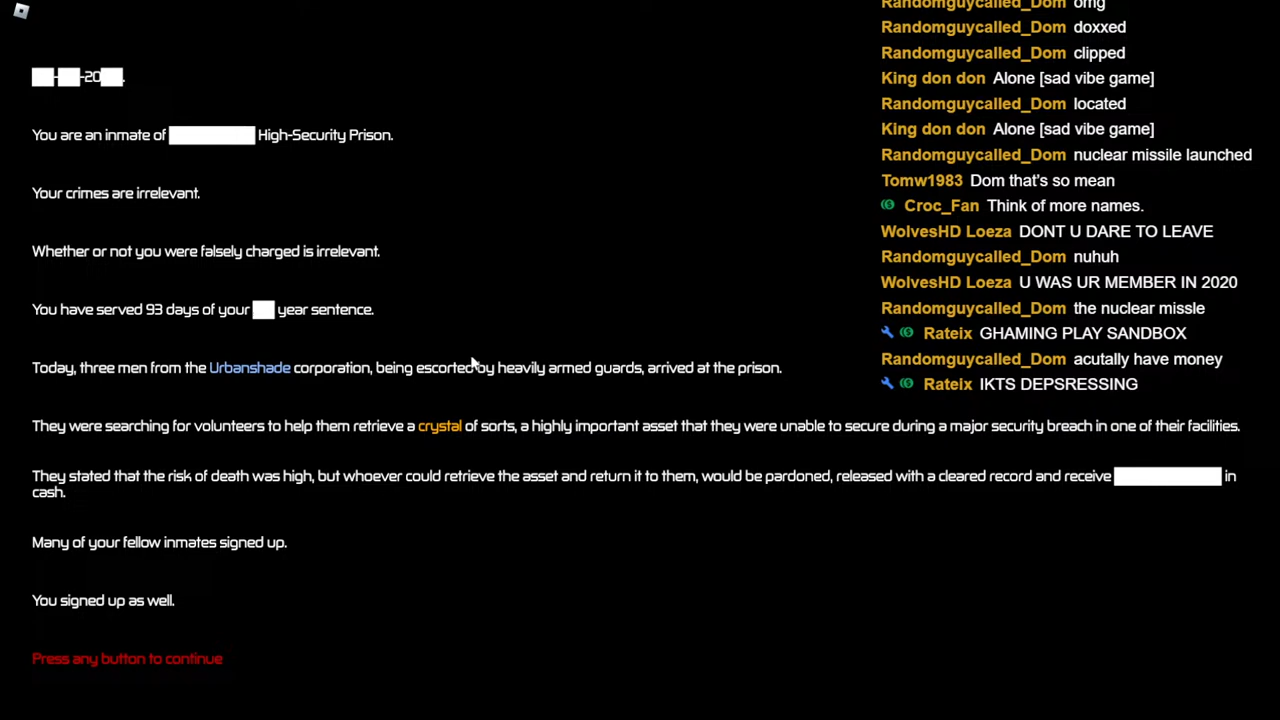 -20 .
You are an inmate of High-Security Prison.
Your crimes are irrelevant.
Whether or not you were falsely charged is irrelevant.
You have served 93 days of your year sentence.
Today, three men from the Urbanshade corporation, being escorted by heavily armed guards, arrived at the prison.
They were searching for volunteers to help them retrieve a crystal of sorts, a highly important asset that they were unable to secure during a major security breach in one of their facilities.
They stated that the risk of death was high, but whoever could retrieve the asset and return it to them, would be pardoned, released with a cleared record and receive in
cash.
Many of your fellow inmates signed up.
You signed up as well.
Press any button to continue
Randomguycalled_Dom omg
Randomguycalled_Dom doxxed
Randomguycalled_Dom clipped
King don don Alone [sad vibe game]
Randomguycalled_Dom located
King don don Alone [sad vibe game]
Randomguycalled_Dom nuclear missile launched
Tomw1983 Dom that's so mean
Croc_Fan Think of more names.
WolvesHD Loeza DONT U DARE TO LEAVE
Randomguycalled_Dom nuhuh
WolvesHD Loeza U WAS UR MEMBER IN 2020
Randomguycalled_Dom the nuclear missle
Rateix GHAMING PLAY SANDBOX
Randomguycalled_Dom acutally have money
Rateix IKTS DEPSRESSING